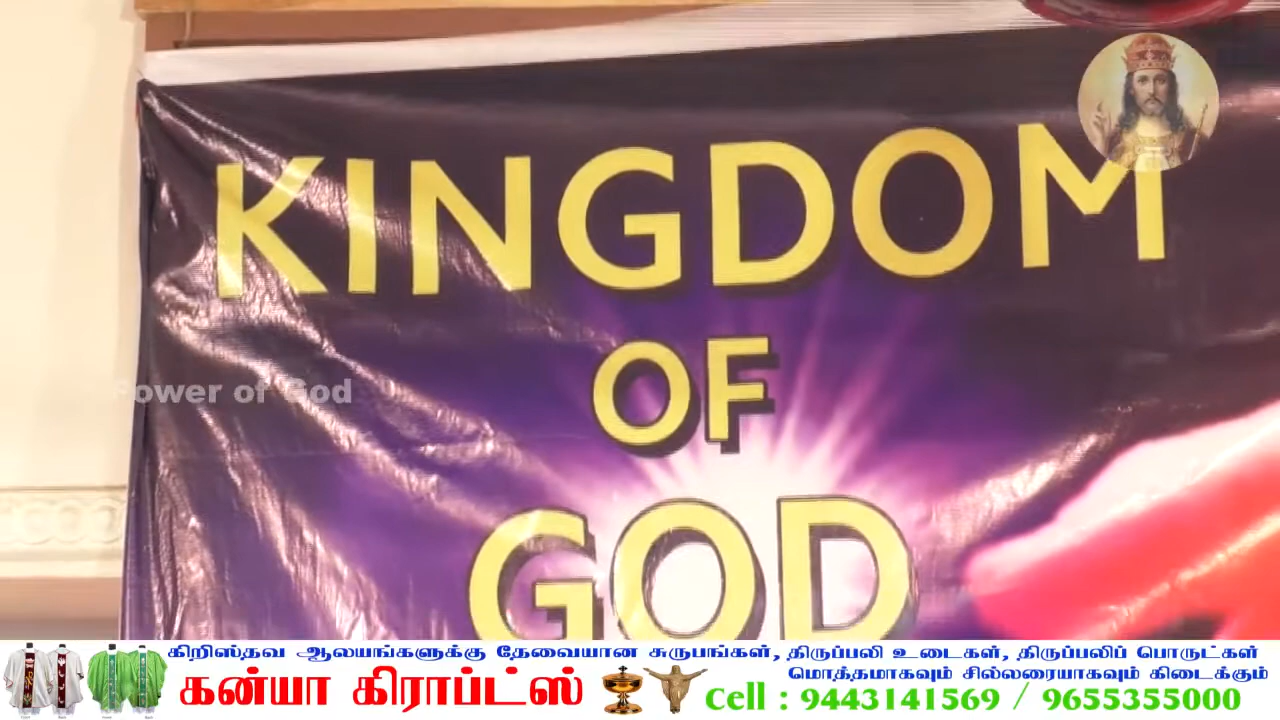 KINGDOM
OF
Power of God
GOD
கிறிஸ்தவ ஆலயங்களுக்கு தேவையான சுருபங்கள், திருப்பலி உடைகள், திருப்பலிப் பொருட்கள்
மொத்தமாகவும் சில்லரையாகவும் கிடைக்கும்
கன்யா கிராப்ட்ஸ்
Cell : 9443141569 / 9655355000